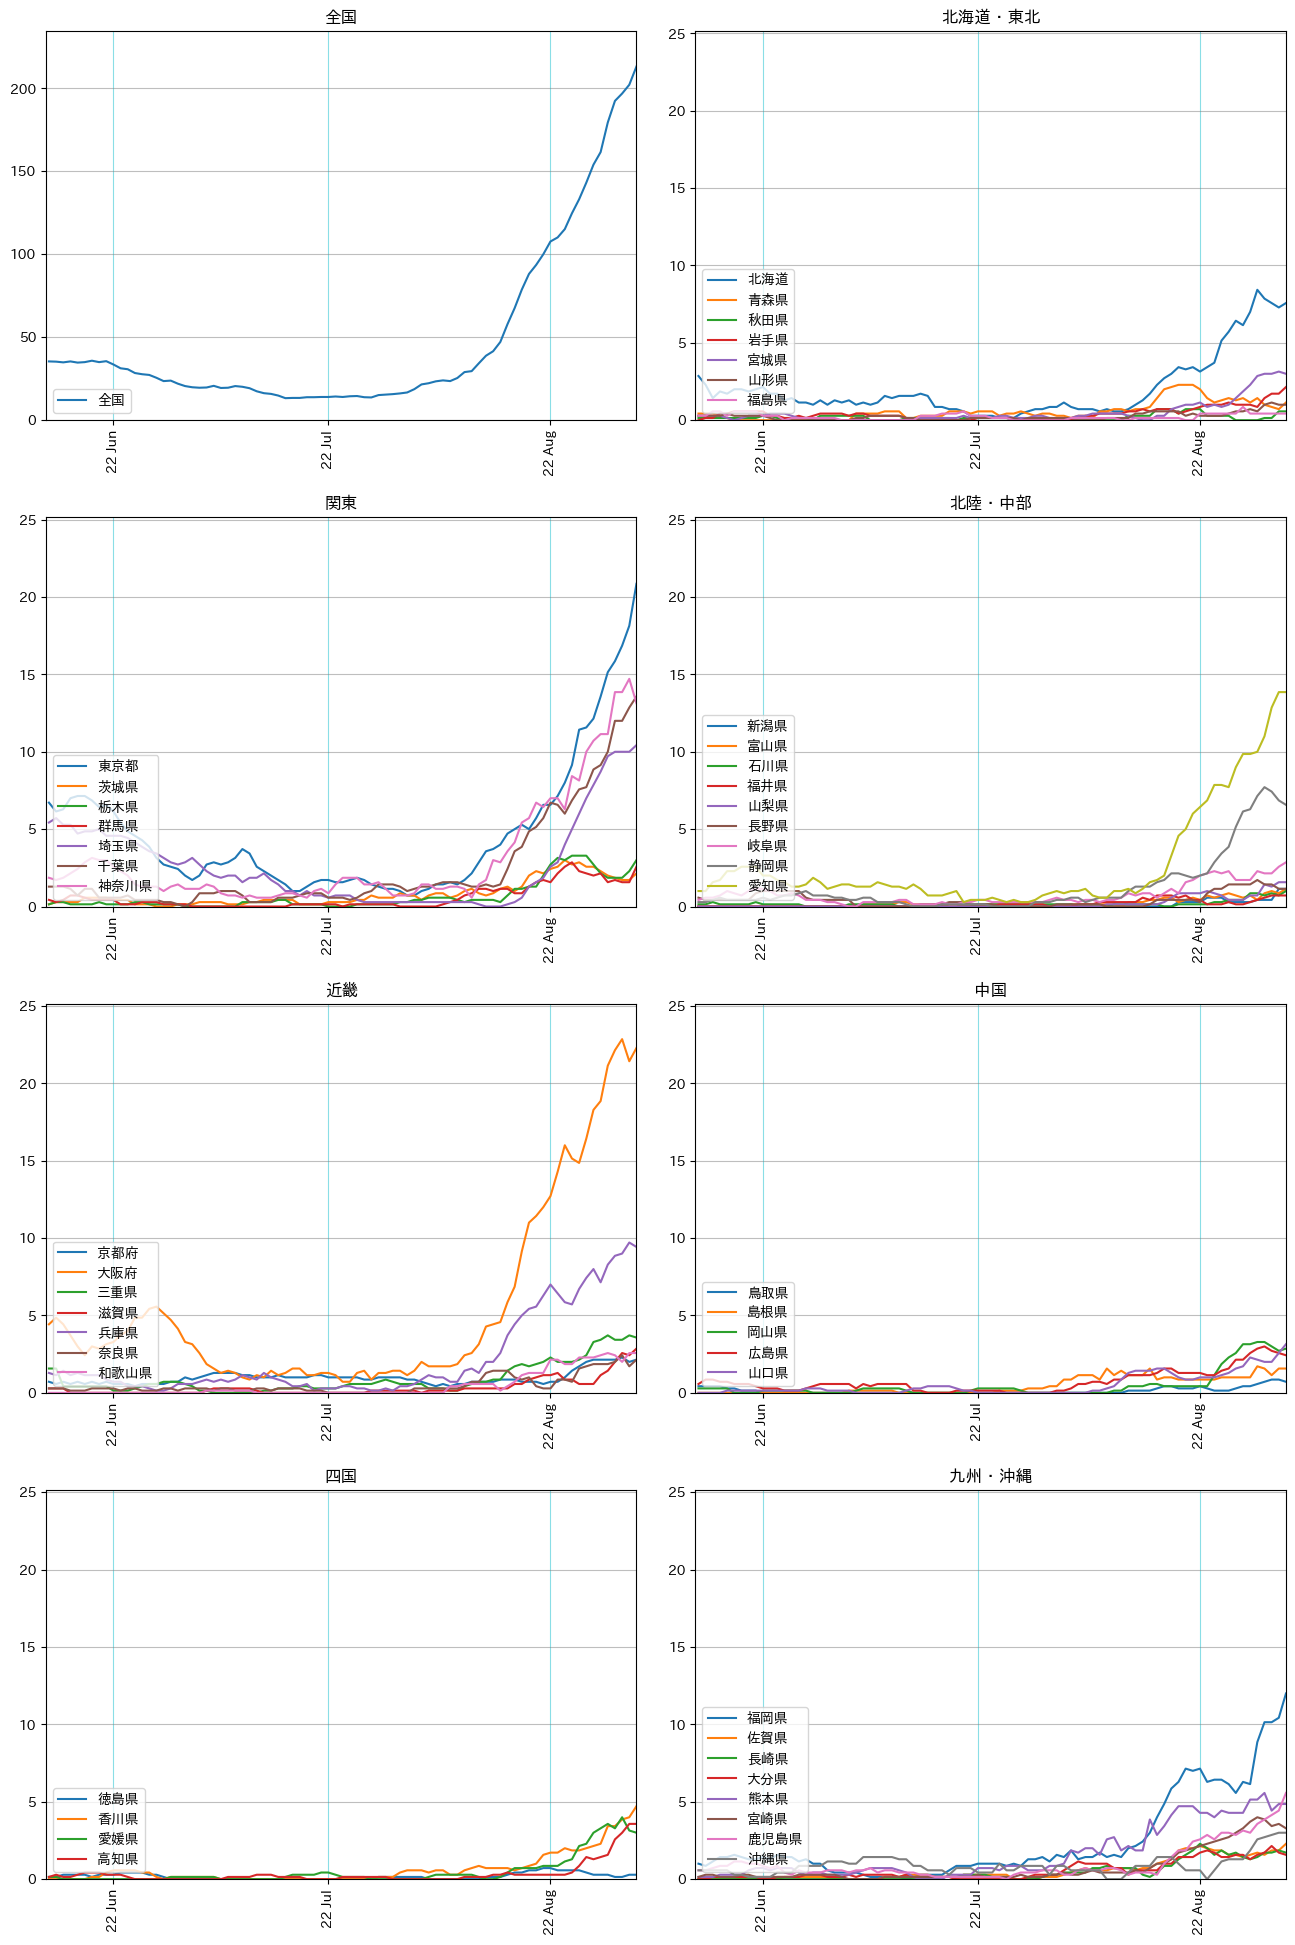 全国
200
150
100
50
0
全国
22 Jun
22 Jul
22 Aug
北海道・東北
25
20
15
10
5
0
北海道
青森県
秋田県
岩手県
宮城県
山形県
福島県
22 Jun
22 Jul
22 Aug
関東
25
20
15
10
5
0
東京都
茨城県
栃木県
群馬県
埼玉県
千葉県
神奈川県
22 Jun
22 Jul
22 Aug
北陸・中部
25
20
15
10
5
0
新潟県
富山県
石川県
福井県
山梨県
長野県
岐阜県
静岡県
愛知県
22 Jun
22 Jul
22 Aug
近畿
25
20
15
10
5
0
京都府
大阪府
三重県
滋賀県
兵庫県
奈良県
和歌山県
22 Jun
22 Jul
22 Aug
中国
25
20
15
10
5
0
鳥取県
島根県
岡山県
広島県
山口県
22 Jun
22 Jul
22 Aug
四国
25
20
15
10
5
0
徳島県
香川県
愛媛県
高知県
22 Jun
22 Jul
22 Aug
九州・沖縄
25
20
15
10
5
0
福岡県
佐賀県
長崎県
大分県
熊本県
宮崎県
鹿児島県
沖縄県
22 Jun
22 Jul
22 Aug